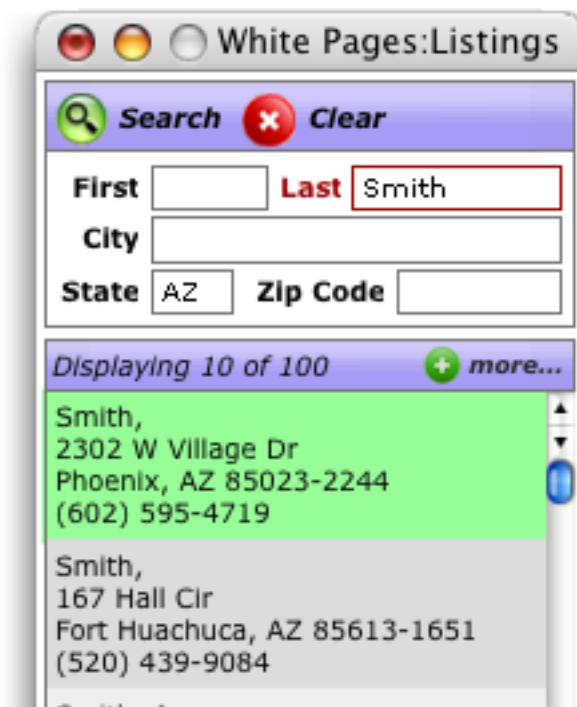 White Pages:Listings
Search Clear
First Last Smith
City
State AZ Zip Code
Displaying 10 of 100 more...
Smith,
2302 W Village Dr
Phoenix, AZ 85023-2244
(602) 595-4719
Smith,
167 Hall Cir
Fort Huachuca, AZ 85613-1651
(520) 439-9084